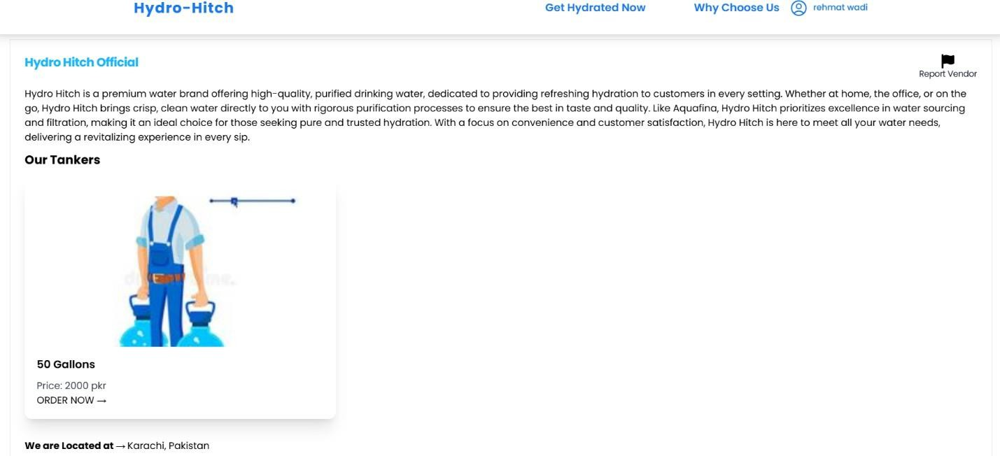 Hydro-Hitch
Get Hydrated Now
Why Choose Us
rehmat wadi
Hydro Hitch Official
Report Vendor
Hydro Hitch is a premium water brand offering high-quality, purified drinking water, dedicated to providing refreshing hydration to customers in every setting. Whether at home, the office, or on the
go, Hydro Hitch brings crisp, clean water directly to you with rigorous purification processes to ensure the best in taste and quality. Like Aquafina, Hydro Hitch prioritizes excellence in water sourcing
and filtration, making it an ideal choice for those seeking pure and trusted hydration. With a focus on convenience and customer satisfaction, Hydro Hitch is here to meet all your water needs,
delivering a revitalizing experience in every sip.
Our Tankers
50 Gallons
Price: 2000 pkr
ORDER NOW →
We are Located at → Karachi, Pakistan